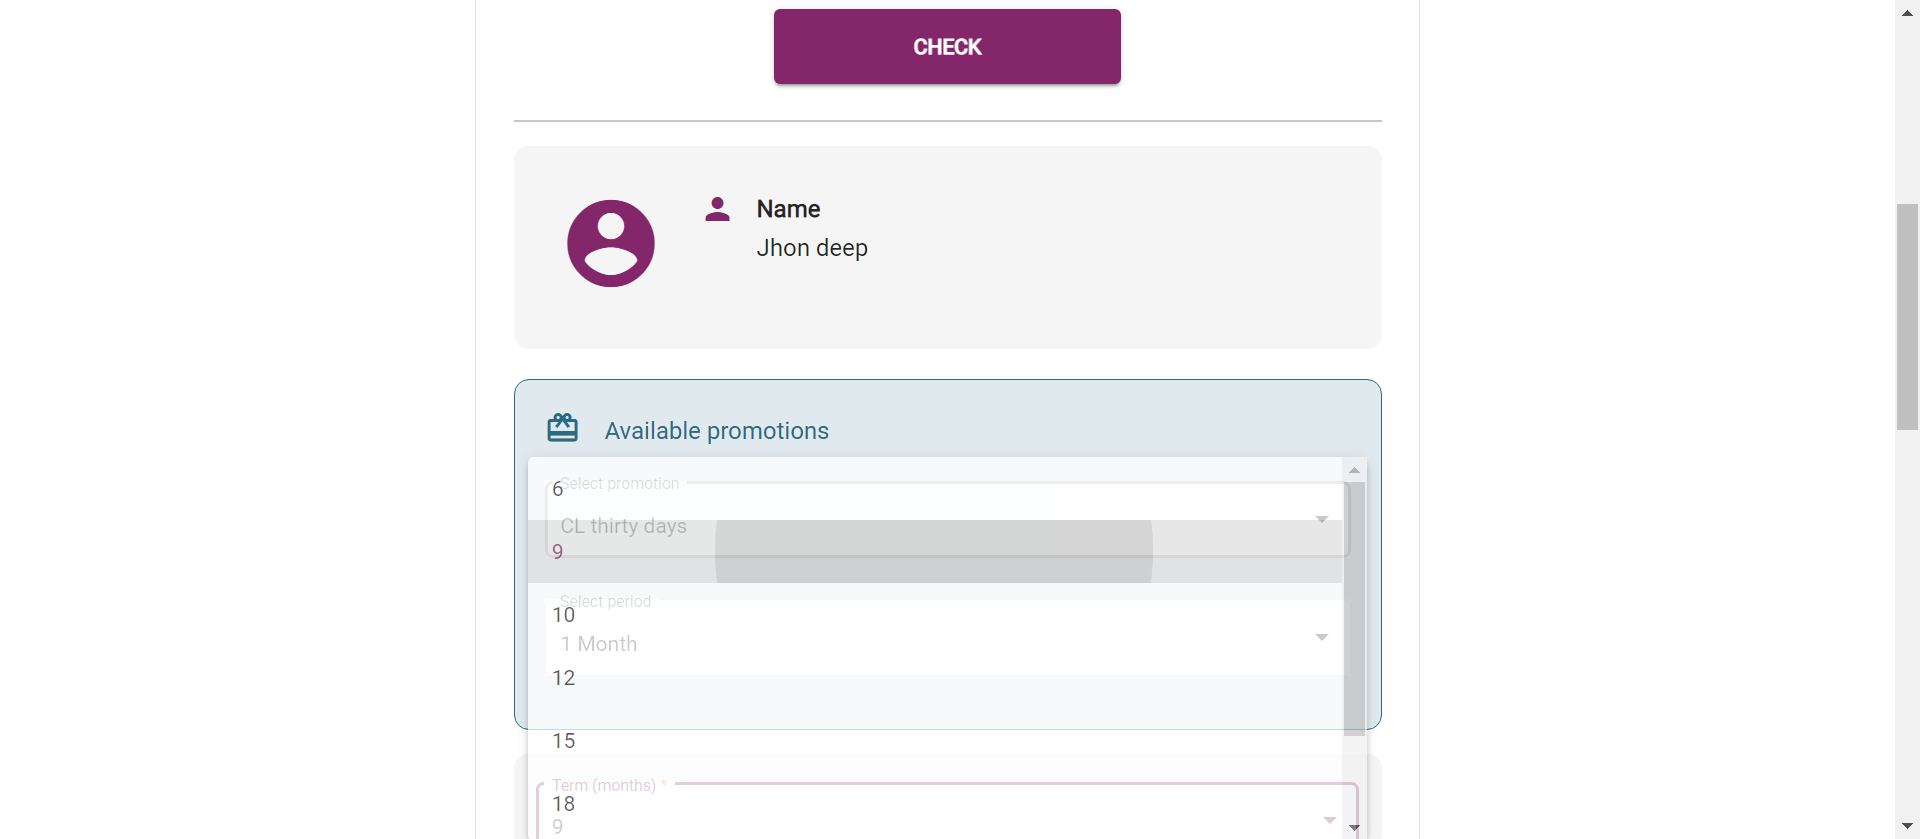 CHECK
Name
Jhon deep
Available promotions
Select promotion
6
CL thirty days
9
Select period
10
1 Month
12
15
Term (months) *
18
9